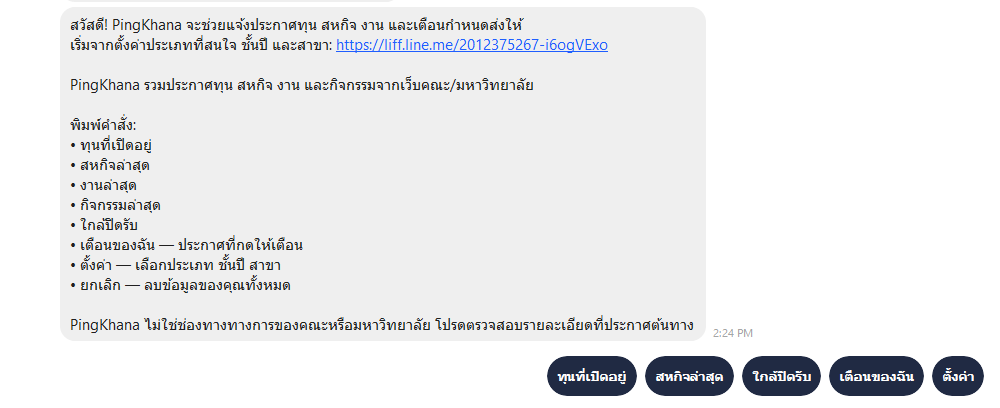 สวัสดี! PingKhana จะช่วยแจ้งประกาศทุน สหกิจ งาน และเตือนกำหนดส่งให้
เริ่มจากตั้งค่าประเภทที่สนใจ ชั้นปี และสาขา: https://liff.line.me/2012375267-i6ogVExo
PingKhana รวมประกาศทุน สหกิจ งาน และกิจกรรมจากเว็บคณะ/มหาวิทยาลัย
พิมพ์คำสั่ง:
• ทุนที่เปิดอยู่
• สหกิจล่าสุด
• งานล่าสุด
• กิจกรรมล่าสุด
• ใกล้ปิดรับ
• เตือนของฉัน — ประกาศที่กดให้เตือน
• ตั้งค่า — เลือกประเภท ชั้นปี สาขา
• ยกเลิก — ลบข้อมูลของคุณทั้งหมด
PingKhana ไม่ใช่ช่องทางทางการของคณะหรือมหาวิทยาลัย โปรดตรวจสอบรายละเอียดที่ประกาศต้นทาง
2:24 PM
ทุนที่เปิดอยู่ สหกิจล่าสุด ใกล้ปิดรับ เตือนของฉัน ตั้งค่า